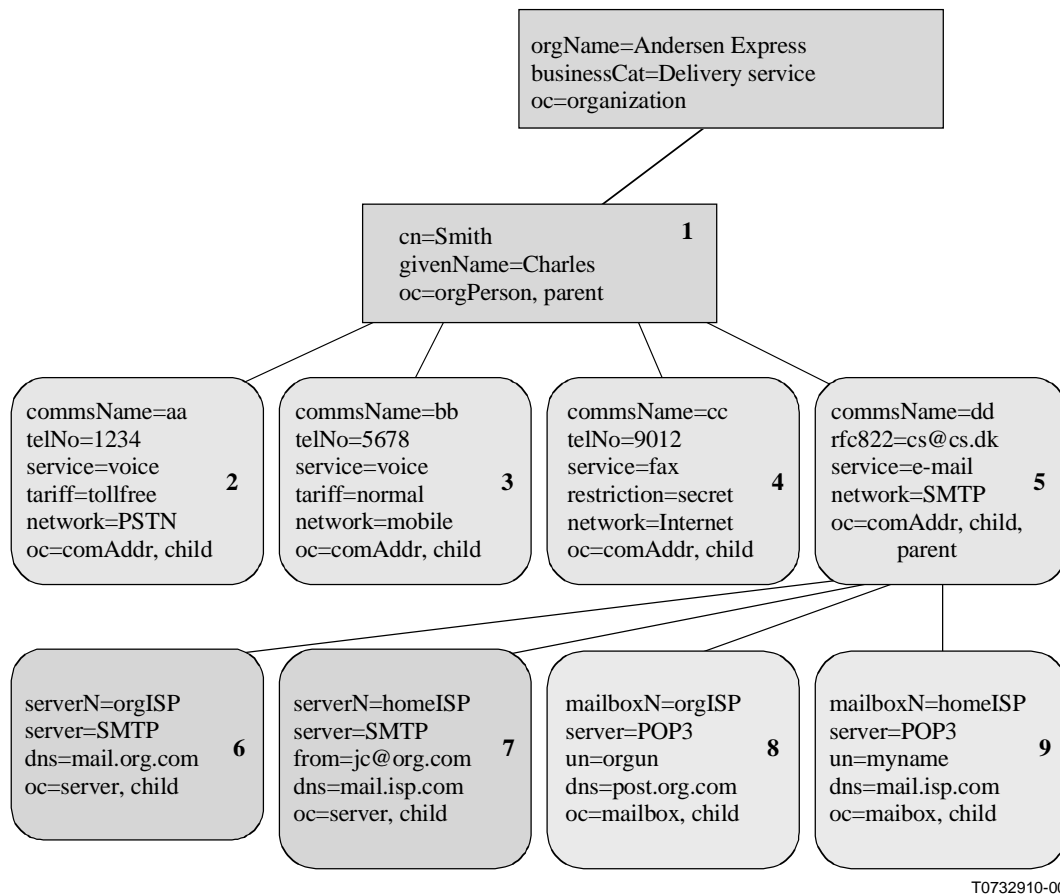 orgName=Andersen Express
businessCat=Delivery service
oc=organization
cn=Smith
givenName=Charles
oc=orgPerson, parent
1
commsName=aa
telNo=1234
service=voice
tariff=tollfree
network=PSTN
oc=comAddr, child
2
commsName=bb
telNo=5678
service=voice
tariff=normal
network=mobile
oc=comAddr, child
3
commsName=cc
telNo=9012
service=fax
restriction=secret
network=Internet
oc=comAddr, child
4
commsName=dd
rfc822=cs@cs.dk
service=e-mail
network=SMTP
oc=comAddr, child,
parent
5
serverN=orgISP
server=SMTP
dns=mail.org.com
oc=server, child
6
serverN=homeISP
server=SMTP
from=jc@org.com
dns=mail.isp.com
oc=server, child
7
mailboxN=orgISP
server=POP3
un=orgun
dns=post.org.com
oc=mailbox, child
8
mailboxN=homeISP
server=POP3
un=myname
dns=mail.isp.com
oc=maibox, child
9